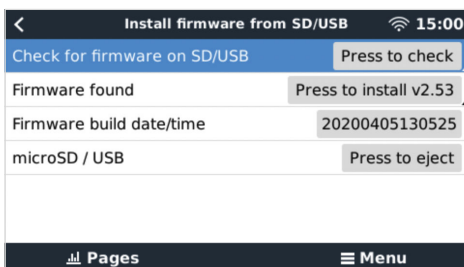 Install firmware from SD/USB 15:00
Check for firmware on SD/USB Press to check
Firmware found Press to install v2.53
Firmware build date/time 20200405130525
microSD / USB Press to eject
Pages Menu